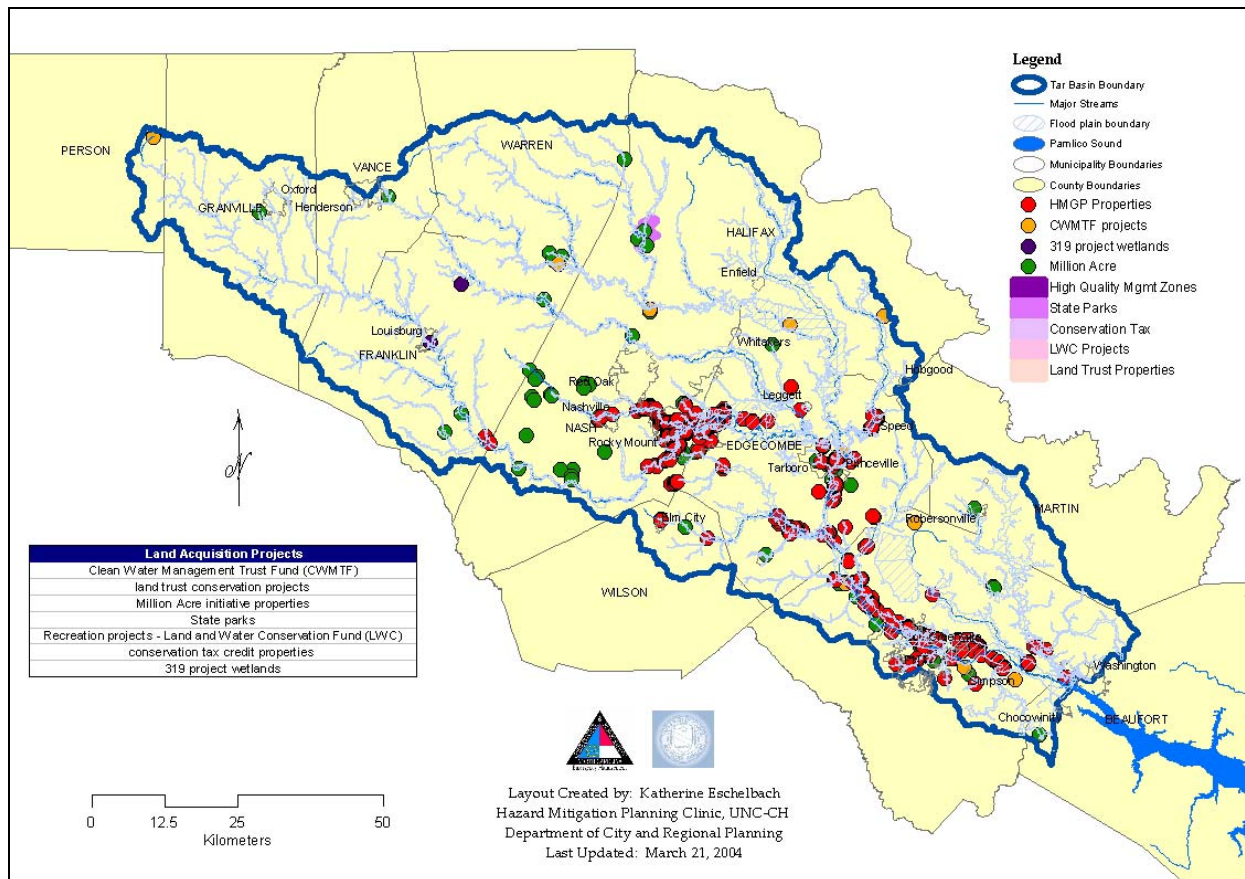 PERSON
WARREN
VANCE
Oxford
GRANVILLE
Henderson
HALIFAX
Enfield
Louisburg
FRANKLIN
Whitakers
Hobgood
Red Oak
Leggett
Nashville
NASH
Speed
Rocky Mount
EDGECOMBE
Tarboro
Princeville
MARTIN
Elm City
Robersonville
WILSON
Simpson
Washington
Chocowinity
BEAUFORT
N
Legend
Tar Basin Boundary
Major Streams
Flood plain boundary
Pamlico Sound
Municipality Boundaries
County Boundaries
HMGP Properties
CWMTF projects
319 project wetlands
Million Acre
High Quality Mgmt Zones
State Parks
Conservation Tax
LWC Projects
Land Trust Properties
Land Acquisition Projects
Clean Water Management Trust Fund (CWMTF)
land trust conservation projects
Million Acre initiative properties
State parks
Recreation projects - Land and Water Conservation Fund (LWC)
conservation tax credit properties
319 project wetlands
0 12.5 25 50
Kilometers
Layout Created by: Katherine Eschelbach
Hazard Mitigation Planning Clinic, UNC-CH
Department of City and Regional Planning
Last Updated: March 21, 2004